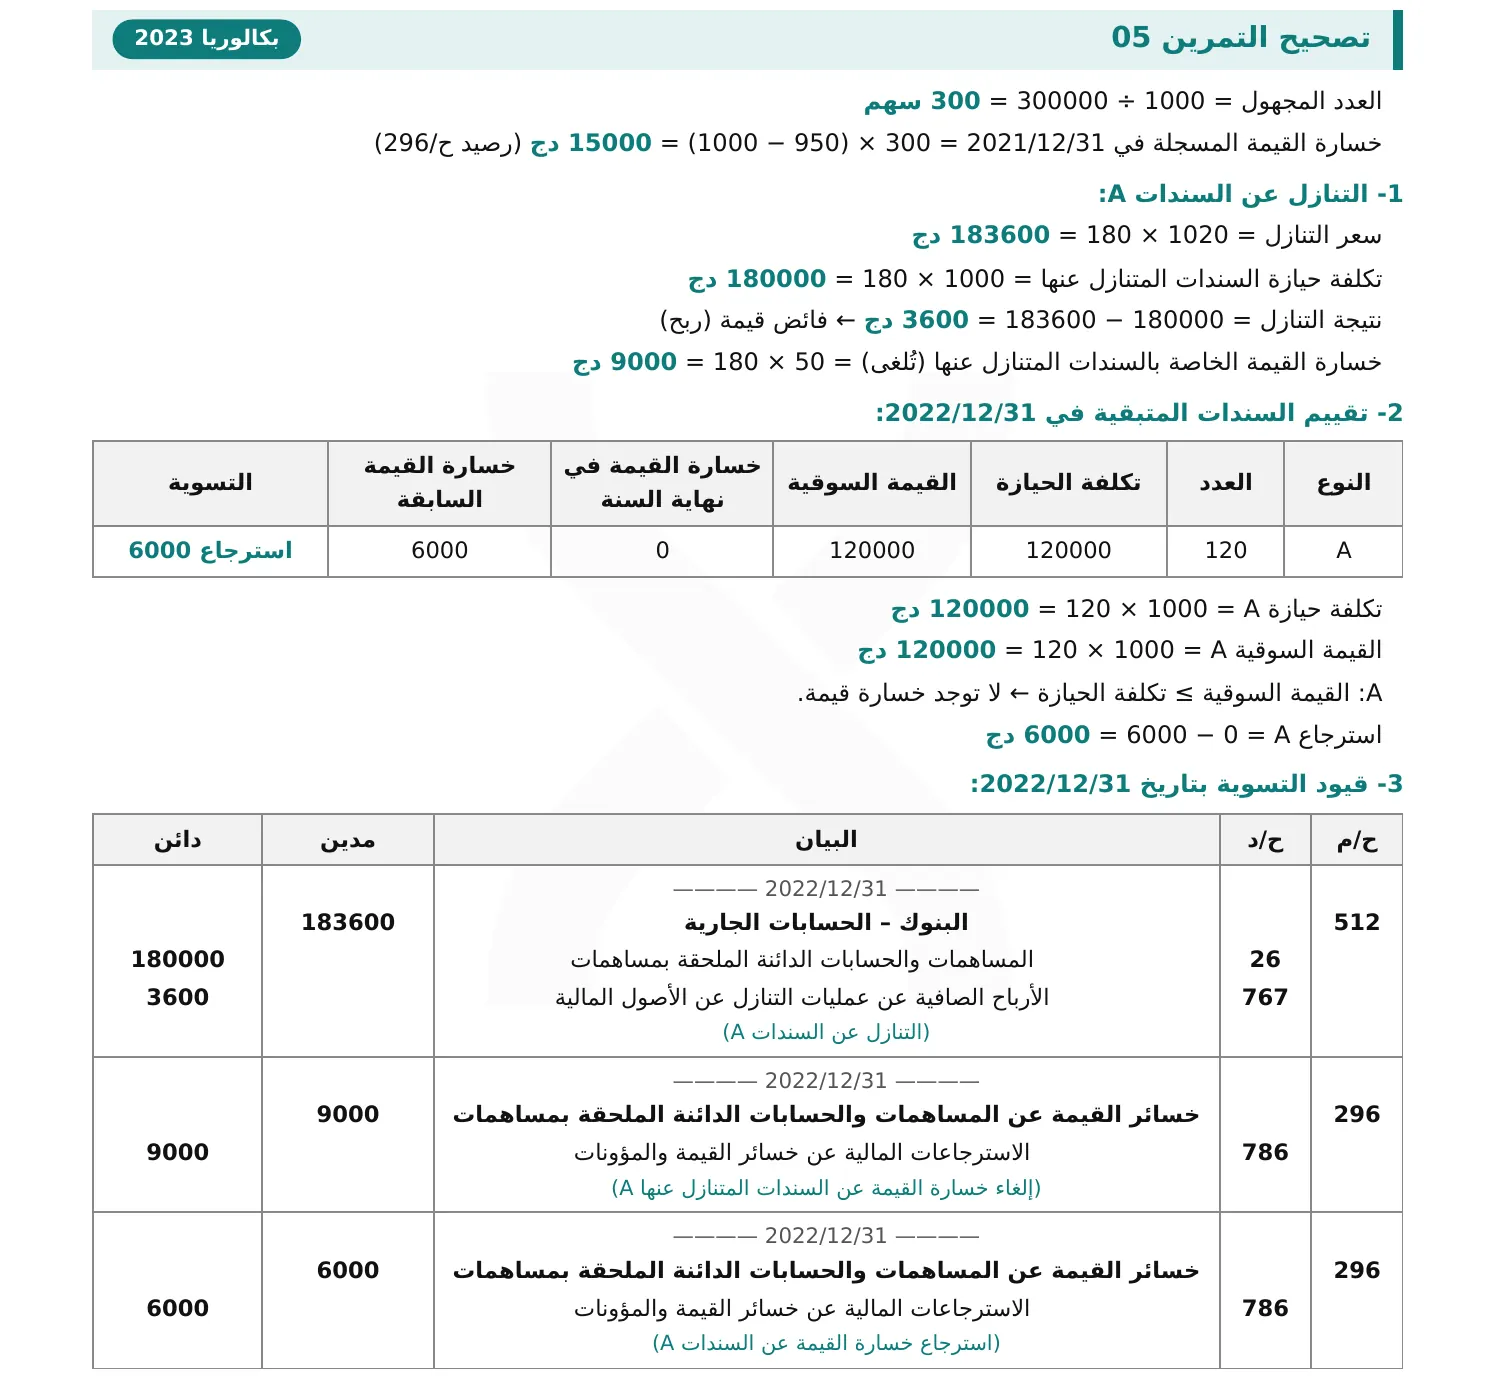 تصحيح التمرين 05
بكالوريا 2023
العدد المجهول = 1000 ÷ 300000 = 300 سهم
خسارة القيمة المسجلة في 2021/12/31 = 300 × (950 − 1000) = 15000 دج (رصيد ح/296)
1- التنازل عن السندات A:
سعر التنازل = 1020 × 180 = 183600 دج
تكلفة حيازة السندات المتنازل عنها = 1000 × 180 = 180000 دج
نتيجة التنازل = 180000 − 183600 = 3600 دج ← فائض قيمة (ربح)
خسارة القيمة الخاصة بالسندات المتنازل عنها (تُلغى) = 50 × 180 = 9000 دج
2- تقييم السندات المتبقية في 2022/12/31:
النوع العدد تكلفة الحيازة القيمة السوقية خسارة القيمة في نهاية السنة خسارة القيمة السابقة التسوية
A 120 120000 120000 0 6000 استرجاع 6000
تكلفة حيازة A = 1000 × 120 = 120000 دج
القيمة السوقية A = 1000 × 120 = 120000 دج
A: القيمة السوقية ≥ تكلفة الحيازة ← لا توجد خسارة قيمة.
استرجاع A = 0 − 6000 = 6000 دج
3- قيود التسوية بتاريخ 2022/12/31:
ح/م ح/د البيان مدين دائن
———— 2022/12/31 ————
512 البنوك – الحسابات الجارية 183600
26 المساهمات والحسابات الدائنة الملحقة بمساهمات 180000
767 الأرباح الصافية عن عمليات التنازل عن الأصول المالية 3600
(التنازل عن السندات A)
———— 2022/12/31 ————
296 خسائر القيمة عن المساهمات والحسابات الدائنة الملحقة بمساهمات 9000
786 الاسترجاعات المالية عن خسائر القيمة والمؤونات 9000
(إلغاء خسارة القيمة عن السندات المتنازل عنها A)
———— 2022/12/31 ————
296 خسائر القيمة عن المساهمات والحسابات الدائنة الملحقة بمساهمات 6000
786 الاسترجاعات المالية عن خسائر القيمة والمؤونات 6000
(استرجاع خسارة القيمة عن السندات A)